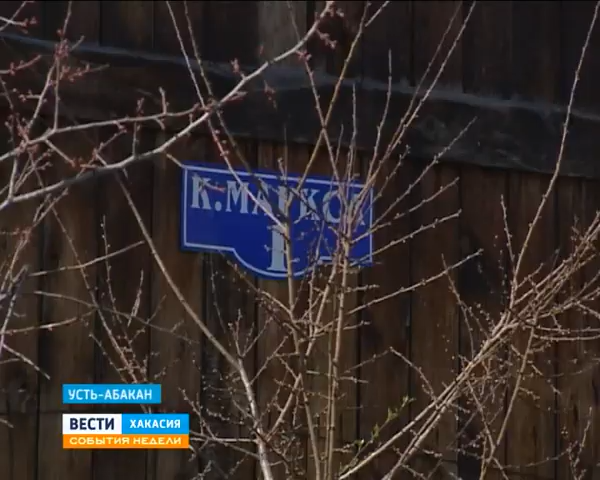 К.МАРКСА
1
УСТЬ-АБАКАН
ВЕСТИ ХАКАСИЯ
СОБЫТИЯ НЕДЕЛИ